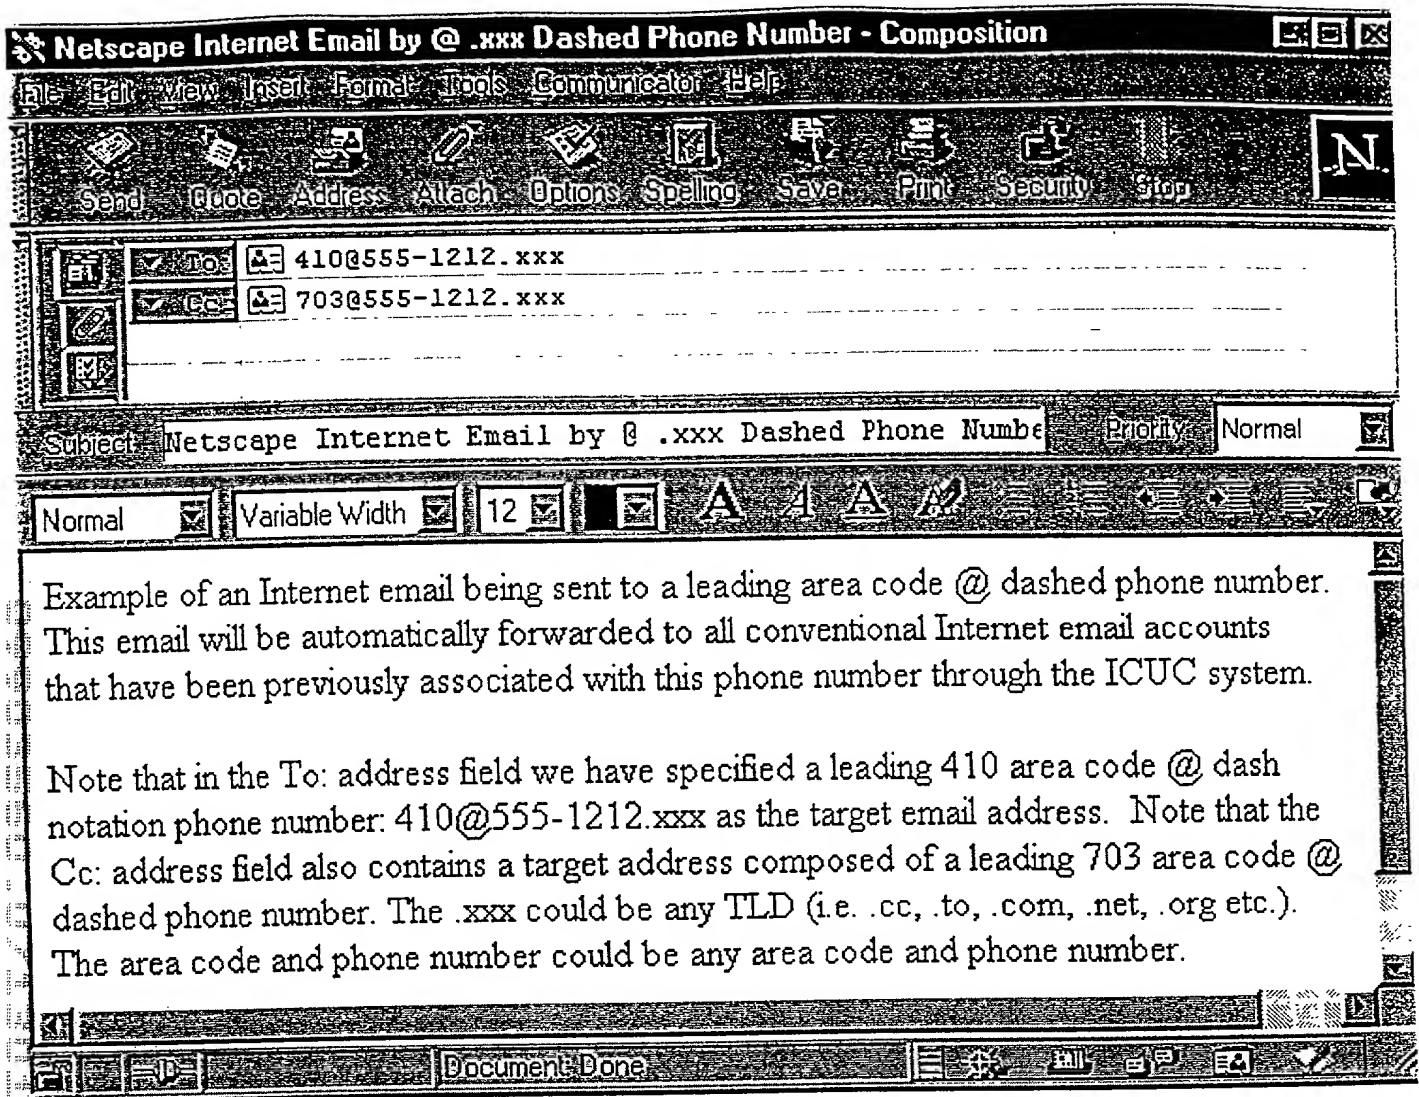 Netscape Internet Email by @ .xxx Dashed Phone Number - Composition
File Edit View Insert Format Tools Communicator Help
N
Send Quote Address Attach Options Spelling Save Print Security Stop
To: 410@555-1212.xxx
Cc: 703@555-1212.xxx
Subject: Netscape Internet Email by @ .xxx Dashed Phone Numbe Priority: Normal
Normal Variable Width 12 A A A
Example of an Internet email being sent to a leading area code @ dashed phone number.
This email will be automatically forwarded to all conventional Internet email accounts
that have been previously associated with this phone number through the ICUC system.
Note that in the To: address field we have specified a leading 410 area code @ dash
notation phone number: 410@555-1212.xxx as the target email address.  Note that the
Cc: address field also contains a target address composed of a leading 703 area code @
dashed phone number. The .xxx could be any TLD (i.e. .cc, .to, .com, .net, .org etc.).
The area code and phone number could be any area code and phone number.
Document: Done